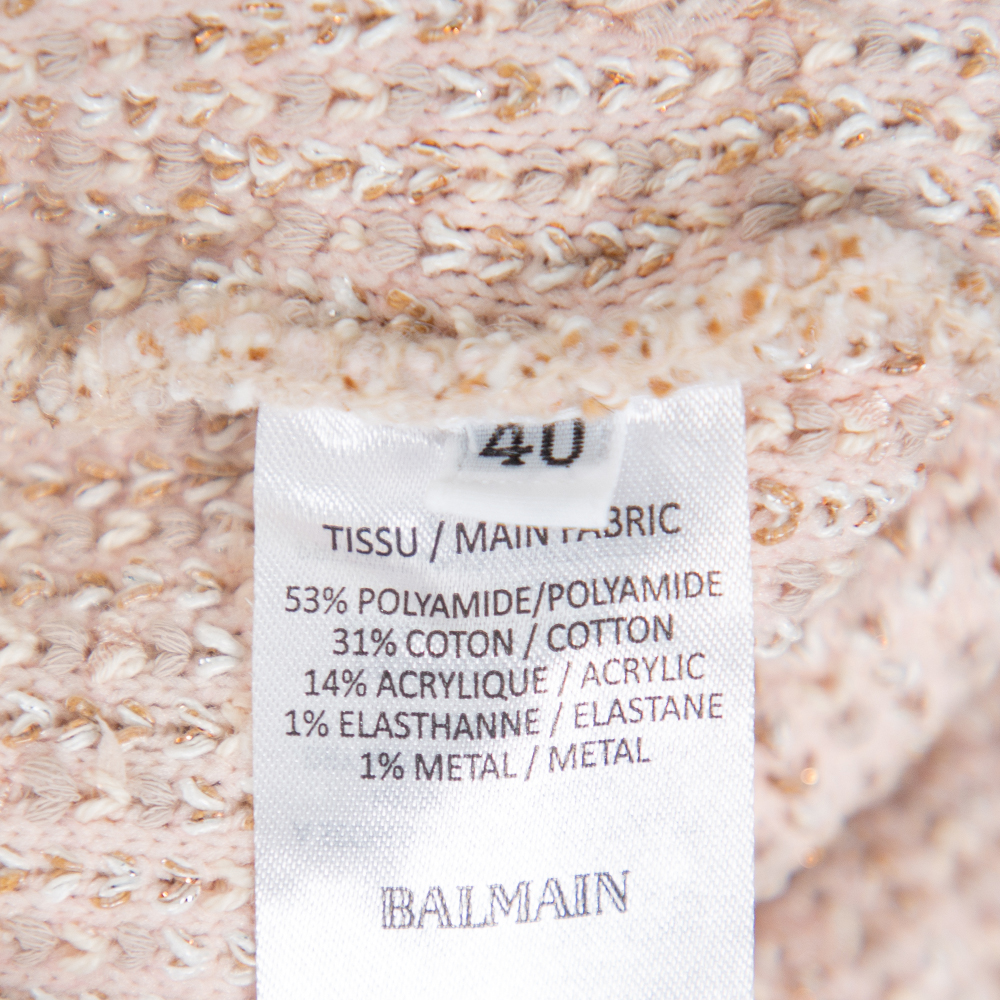 40
TISSU / MAIN FABRIC
53% POLYAMIDE/POLYAMIDE
31% COTON / COTTON
14% ACRYLIQUE / ACRYLIC
1% ELASTHANNE / ELASTANE
1% METAL / METAL
BALMAIN